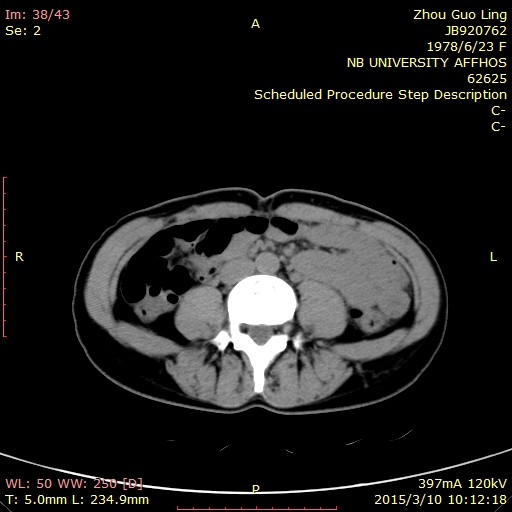 Im: 38/43
Se: 2
A
Zhou Guo Ling
JB920762
1978/6/23 F
NB UNIVERSITY AFFHOS
62625
Scheduled Procedure Step Description
C-
C-
R
L
WL: 50 WW: 250 [D]
T: 5.0mm L: 234.9mm
P
397mA 120kV
2015/3/10 10:12:18